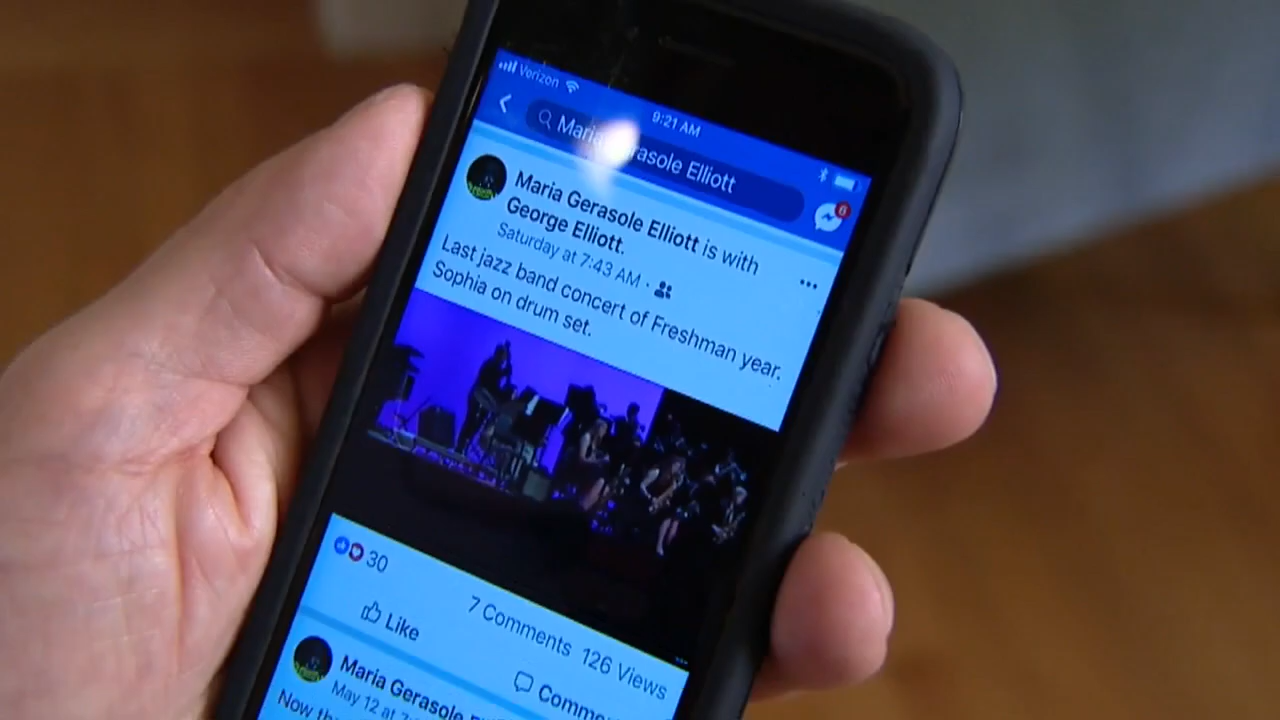 Verizon 9:21 AM
Maria Gerasole Elliott
6
Maria Gerasole Elliott is with
George Elliott.
Saturday at 7:43 AM ·
Last jazz band concert of Freshman year.
Sophia on drum set.
30
7 Comments 126 Views
Like
Maria Gerasole
May 12 at
Now